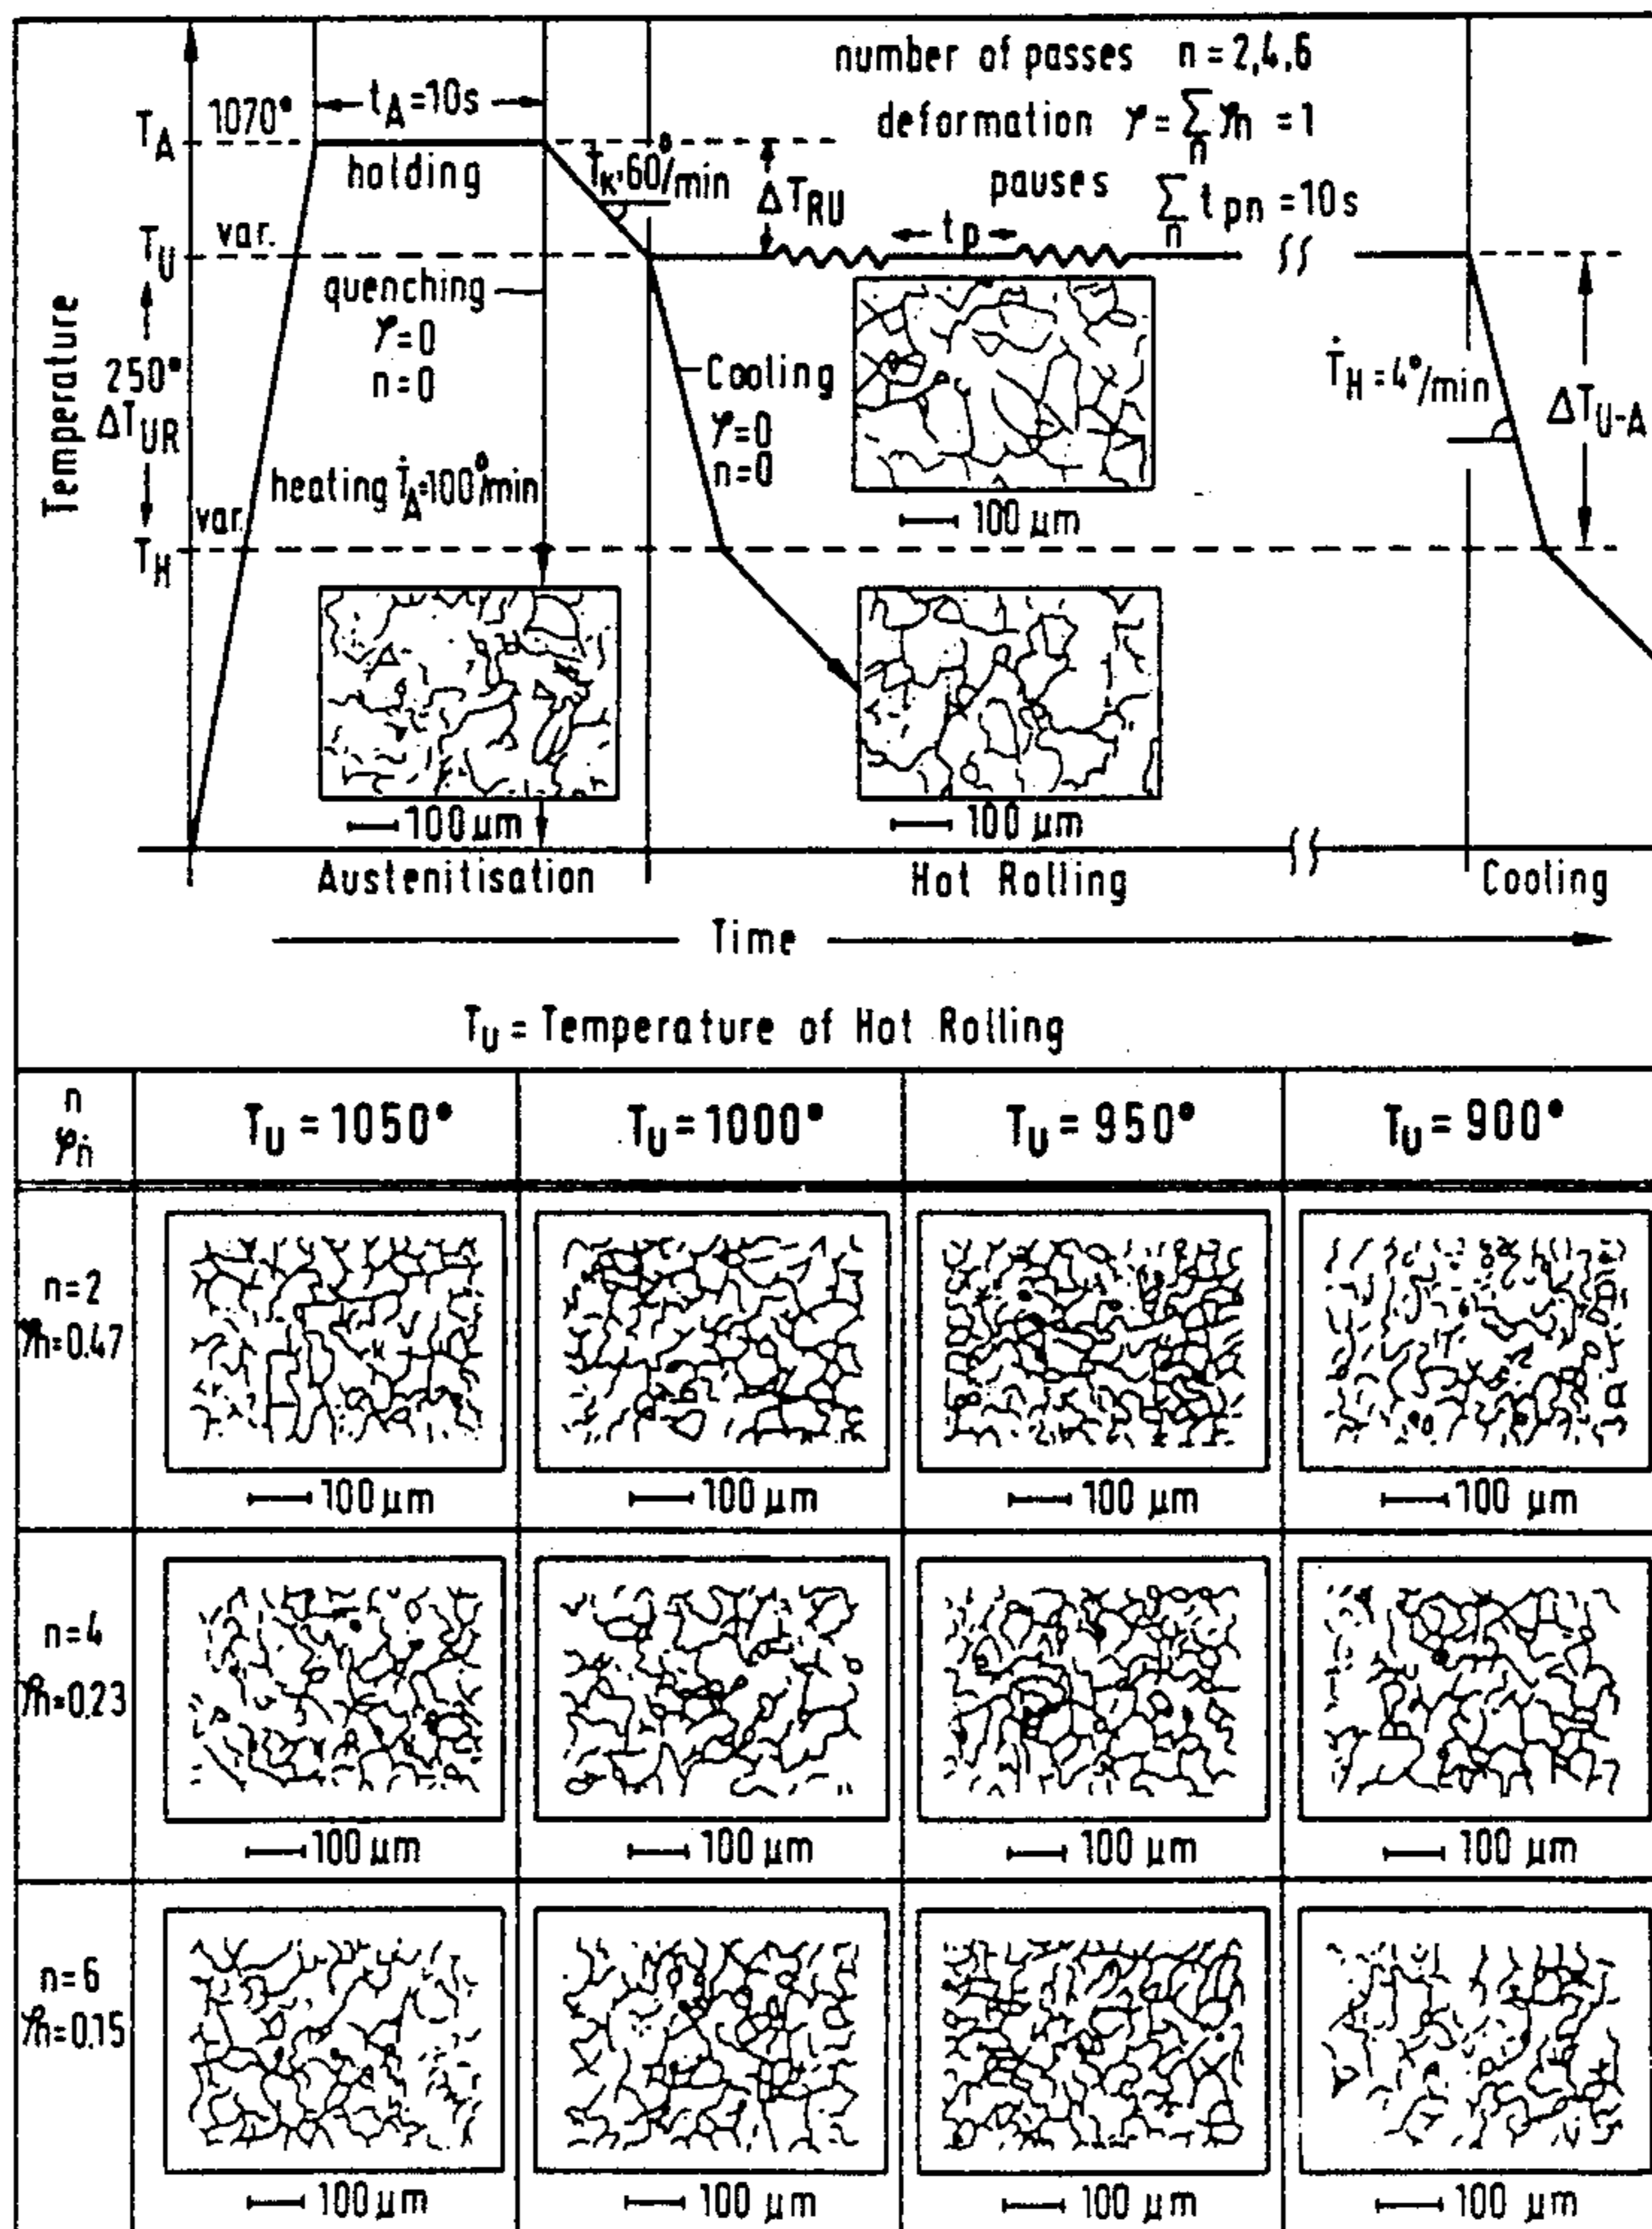 number of passes n = 2,4,6
1070°
t_A = 10s
T_A
deformation φ = Σ_n φ_n = 1
holding
Ṫ_K, 60°/min
ΔT_RU
pauses Σ_n t_pn = 10s
var.
T_U
t_p
quenching
φ=0
n=0
Temperature
250°
ΔT_UR
Cooling
φ=0
n=0
Ṫ_H = 4°/min
ΔT_U-A
heating Ṫ_A=100°/min
var.
T_H
100 µm
100 µm
100 µm
Austenitisation
Hot Rolling
Cooling
Time
T_U = Temperature of Hot Rolling
n
φ_ṅ
T_U = 1050°
T_U = 1000°
T_U = 950°
T_U = 900°
n=2
φ_n=0.47
100 µm
100 µm
100 µm
100 µm
n=4
φ_n=0.23
100 µm
100 µm
100 µm
100 µm
n=6
φ_n=0.15
100 µm
100 µm
100 µm
100 µm